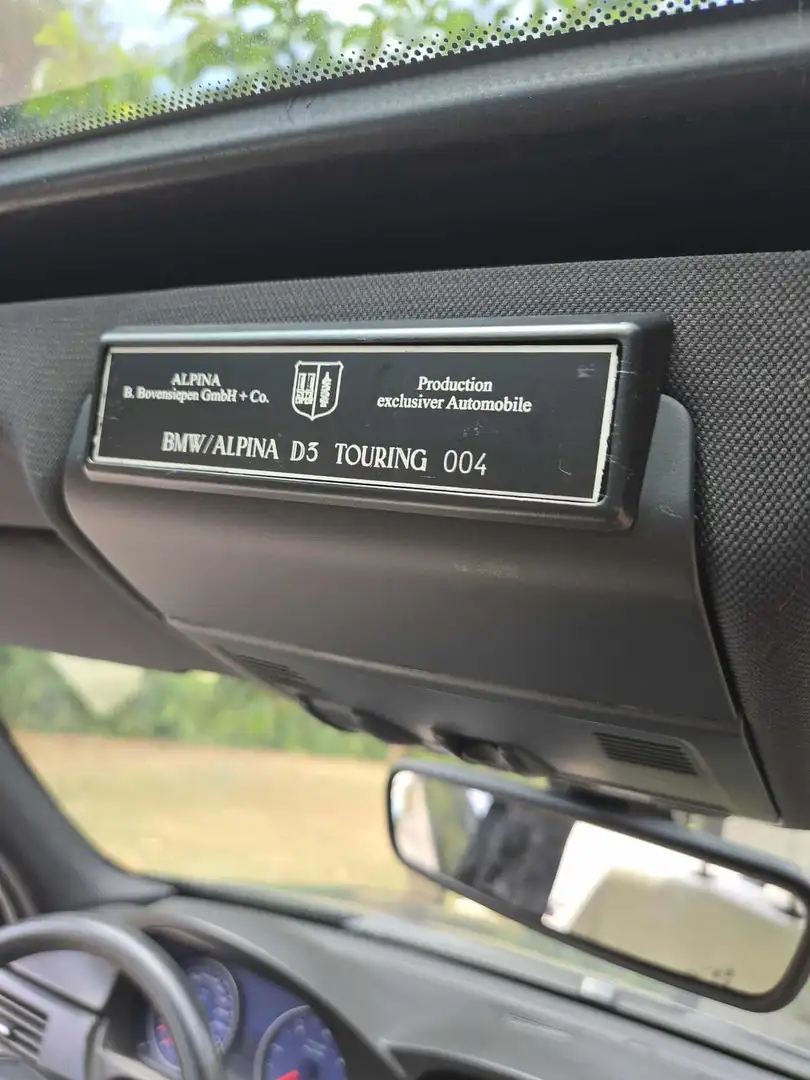 ALPINA
B. Bovensiepen GmbH + Co.
Production
exclusiver Automobile
BMW/ALPINA D3 TOURING 004